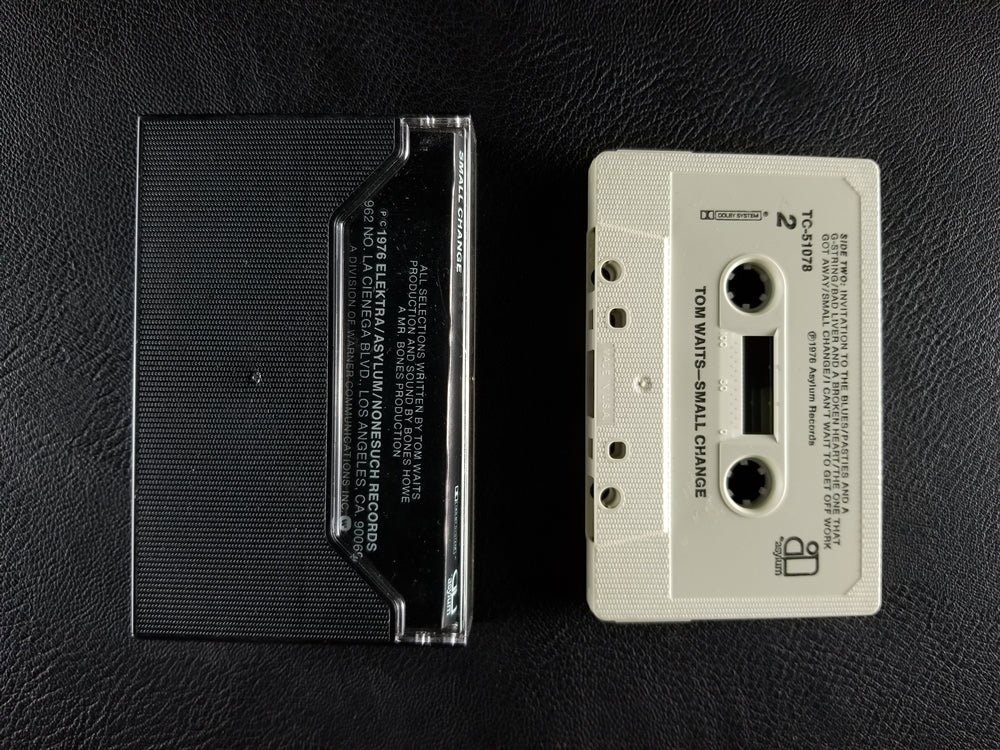 SMALL CHANGE
ALL SELECTIONS WRITTEN BY TOM WAITS
PRODUCTION AND SOUND BY BONES HOWE
A MR. BONES PRODUCTION
P C 1976 ELEKTRA/ASYLUM/NONESUCH RECORDS
962 NO. LA CIENEGA BLVD., LOS ANGELES, CA. 90069
A DIVISION OF WARNER COMMUNICATIONS INC.
asylum
SIDE TWO: INVITATION TO THE BLUES/PASTIES AND A
G-STRING/BAD LIVER AND A BROKEN HEART/THE ONE THAT
GOT AWAY/SMALL CHANGE/I CAN'T WAIT TO GET OFF WORK
℗1976 Asylum Records
TC-51078
2
DOLBY SYSTEM ®
asylum
100 50 0
TOM WAITS—SMALL CHANGE